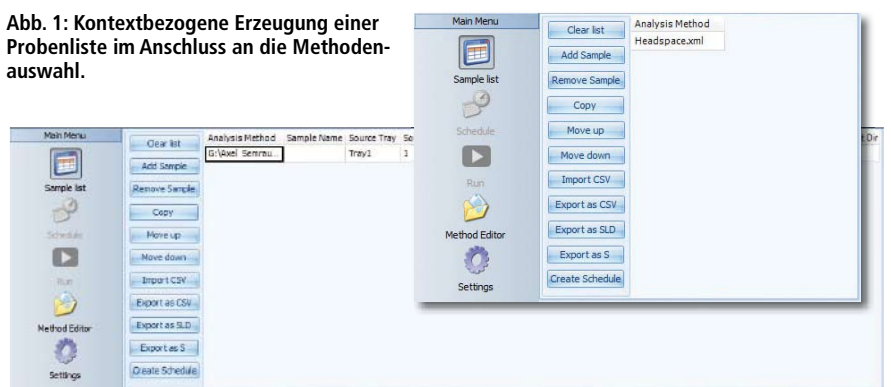 Abb. 1: Kontextbezogene Erzeugung einer
Probenliste im Anschluss an die Methoden-
auswahl.
Main Menu
Sample list
Schedule
Run
Method Editor
Settings
Clear list
Add Sample
Remove Sample
Copy
Move up
Move down
Import CSV
Export as CSV
Export as SLD
Export as S
Create Schedule
Analysis Method
Headspace.xml
Main Menu
Sample list
Schedule
Run
Method Editor
Settings
Clear list
Add Sample
Remove Sample
Copy
Move up
Move down
Import CSV
Export as CSV
Export as SLD
Export as S
Create Schedule
Analysis Method Sample Name Source Tray So
G:\Axel Semrau... Tray1 1
Dir